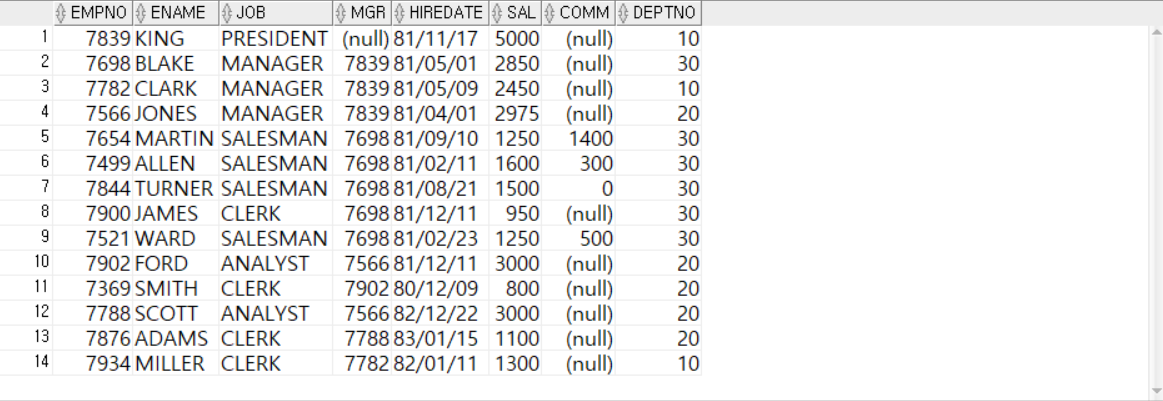 EMPNO ENAME JOB MGR HIREDATE SAL COMM DEPTNO
1 7839 KING PRESIDENT (null) 81/11/17 5000 (null) 10
2 7698 BLAKE MANAGER 7839 81/05/01 2850 (null) 30
3 7782 CLARK MANAGER 7839 81/05/09 2450 (null) 10
4 7566 JONES MANAGER 7839 81/04/01 2975 (null) 20
5 7654 MARTIN SALESMAN 7698 81/09/10 1250 1400 30
6 7499 ALLEN SALESMAN 7698 81/02/11 1600 300 30
7 7844 TURNER SALESMAN 7698 81/08/21 1500 0 30
8 7900 JAMES CLERK 7698 81/12/11 950 (null) 30
9 7521 WARD SALESMAN 7698 81/02/23 1250 500 30
10 7902 FORD ANALYST 7566 81/12/11 3000 (null) 20
11 7369 SMITH CLERK 7902 80/12/09 800 (null) 20
12 7788 SCOTT ANALYST 7566 82/12/22 3000 (null) 20
13 7876 ADAMS CLERK 7788 83/01/15 1100 (null) 20
14 7934 MILLER CLERK 7782 82/01/11 1300 (null) 10